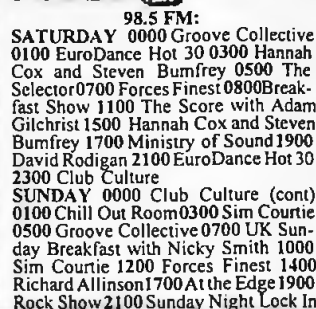 98.5 FM:
SATURDAY 0000 Groove Collective
0100 EuroDance Hot 30 0300 Hannah
Cox and Steven Bumfrey 0500 The
Selector0700 Forces Finest 0800Break-
fast Show 1100 The Score with Adam
Gilchrist 1500 Hannah Cox and Steven
Bumfrey 1700 Ministry of Sound 1900
David Rodigan 2100 EuroDance Hot 30
2300 Club Culture
SUNDAY 0000 Club Culture (cont)
0100 Chill Out Room0300 Sim Courtie
0500 Groove Collective 0700 UK Sun-
day Breakfast with Nicky Smith 1000
Sim Courtie 1200 Forces Finest 1400
Richard Allinson1700 At the Edge 1900
Rock Show 2100 Sunday Night Lock In